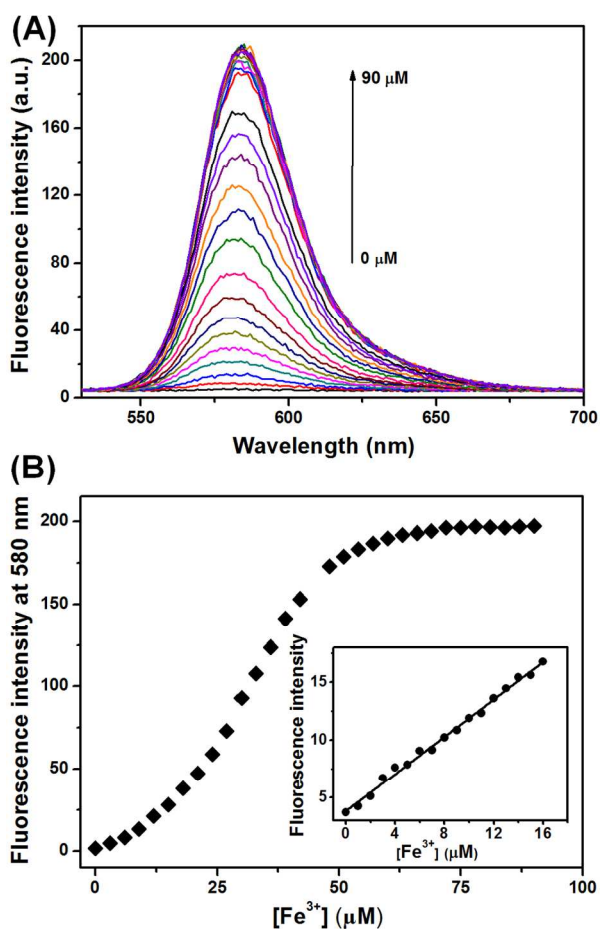 (A)
Fluorescence intensity (a.u.)
200
160
120
80
40
0
90 μM
0 μM
550
600
650
700
Wavelength (nm)
(B)
Fluorescence intensity at 580 nm
200
150
100
50
0
Fluorescence intensity
15
10
5
0
4
8
12
16
[Fe³⁺] (μM)
0
25
50
75
100
[Fe³⁺] (μM)